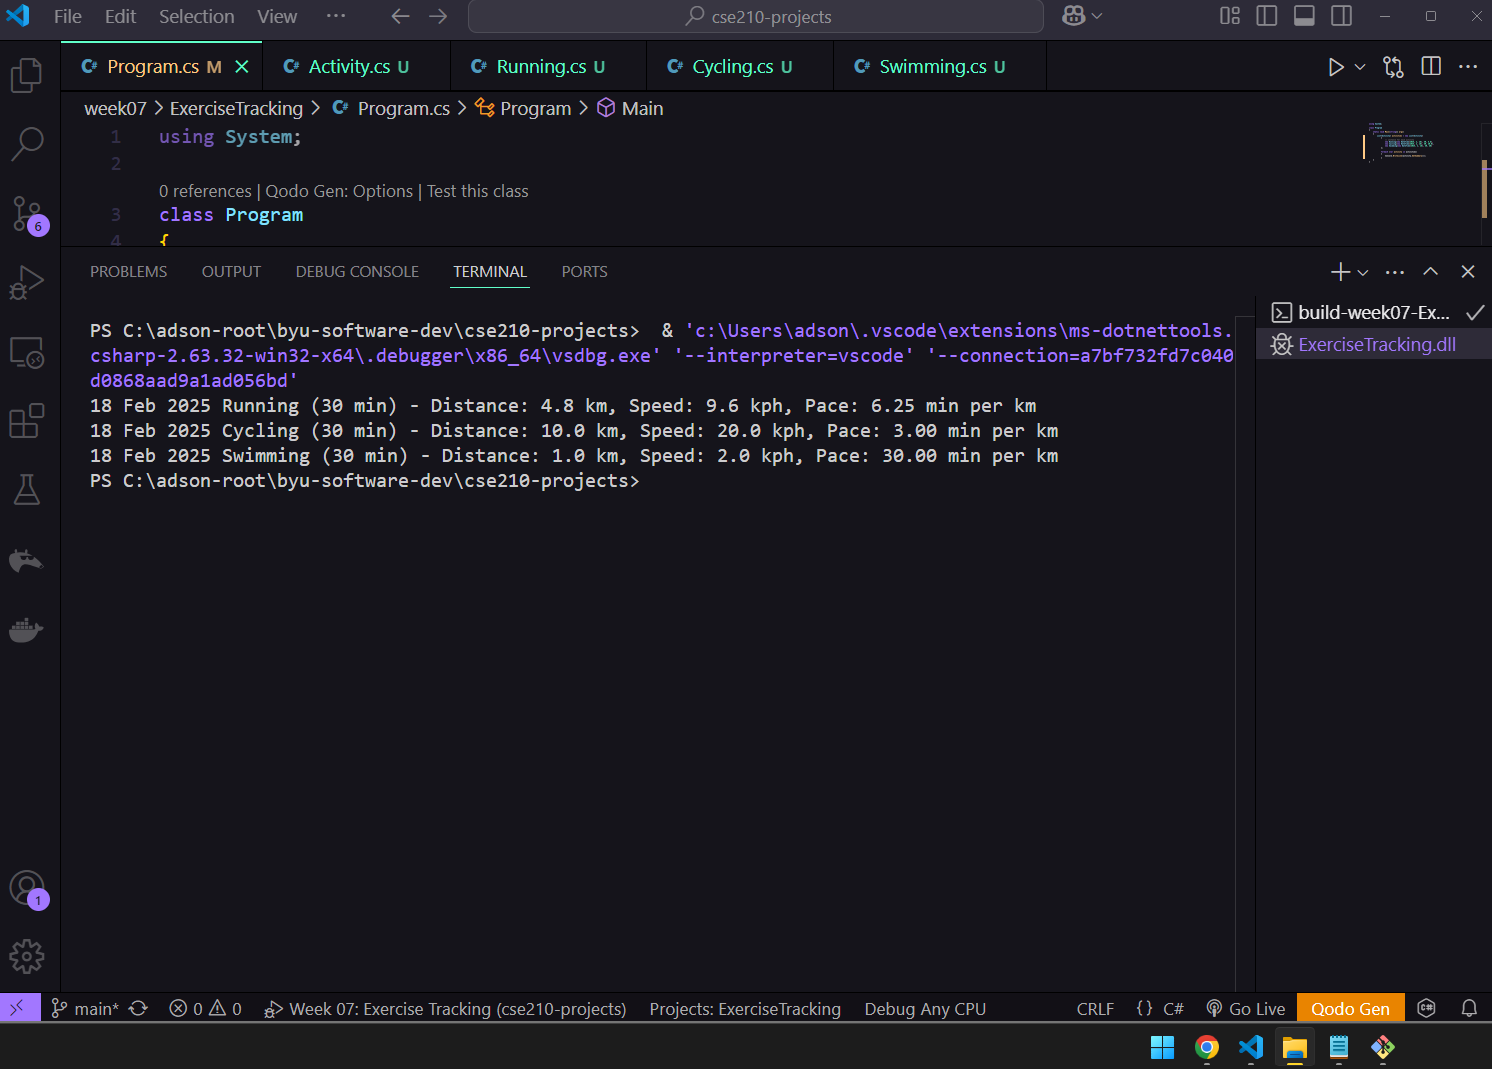 File Edit Selection View ··· cse210-projects
Program.cs M Activity.cs U Running.cs U Cycling.cs U Swimming.cs U
week07 > ExerciseTracking > Program.cs > Program > Main
1 using System;
2
0 references | Qodo Gen: Options | Test this class
3 class Program
4 {
6
PROBLEMS OUTPUT DEBUG CONSOLE TERMINAL PORTS
build-week07-Ex...
ExerciseTracking.dll
PS C:\adson-root\byu-software-dev\cse210-projects>  & 'c:\Users\adson\.vscode\extensions\ms-dotnettools.
csharp-2.63.32-win32-x64\.debugger\x86_64\vsdbg.exe' '--interpreter=vscode' '--connection=a7bf732fd7c040
d0868aad9a1ad056bd'
18 Feb 2025 Running (30 min) - Distance: 4.8 km, Speed: 9.6 kph, Pace: 6.25 min per km
18 Feb 2025 Cycling (30 min) - Distance: 10.0 km, Speed: 20.0 kph, Pace: 3.00 min per km
18 Feb 2025 Swimming (30 min) - Distance: 1.0 km, Speed: 2.0 kph, Pace: 30.00 min per km
PS C:\adson-root\byu-software-dev\cse210-projects>
1
main* 0 0 Week 07: Exercise Tracking (cse210-projects) Projects: ExerciseTracking Debug Any CPU CRLF {} C# Go Live Qodo Gen